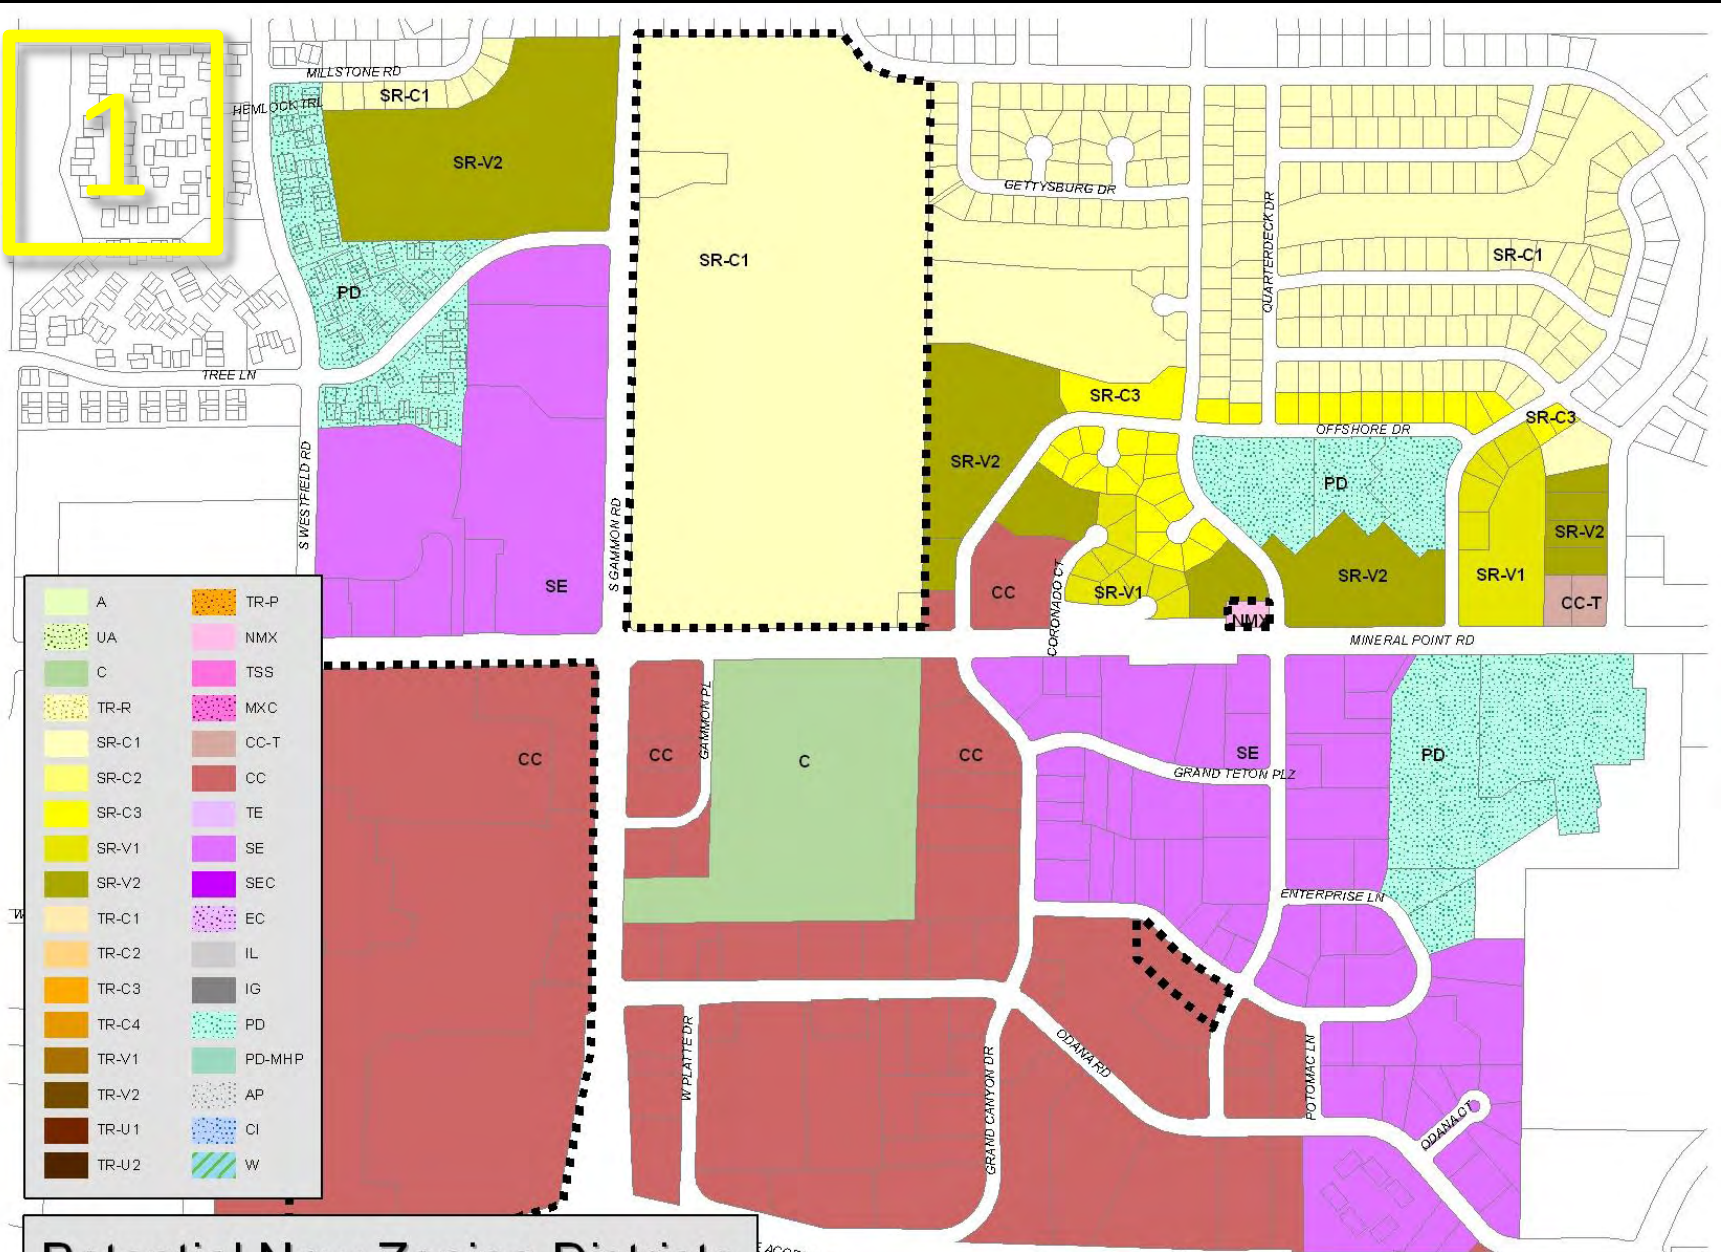 1
MILLSTONE RD
SR-C1
HEMLOCK TRL
SR-V2
GETTYSBURG DR
QUARTERDECK DR
SR-C1
SR-C1
PD
TREE LN
SR-C3
SR-C3
OFFSHORE DR
S WESTFIELD RD
SR-V2
PD
S GAMMON RD
SR-V2
SE
CC
CORONADO CT
SR-V1
SR-V2
SR-V1
CC-T
NMX
MINERAL POINT RD
A
UA
C
TR-R
SR-C1
SR-C2
SR-C3
SR-V1
SR-V2
TR-C1
TR-C2
TR-C3
TR-C4
TR-V1
TR-V2
TR-U1
TR-U2
TR-P
NMX
TSS
MXC
CC-T
CC
TE
SE
SEC
EC
IL
IG
PD
PD-MHP
AP
CI
W
CC
CC
GAMMON PL
C
CC
SE
PD
GRAND TETON PLZ
ENTERPRISE LN
W PLATTE DR
GRAND CANYON DR
ODANA RD
POTOMAC LN
ODANA CT